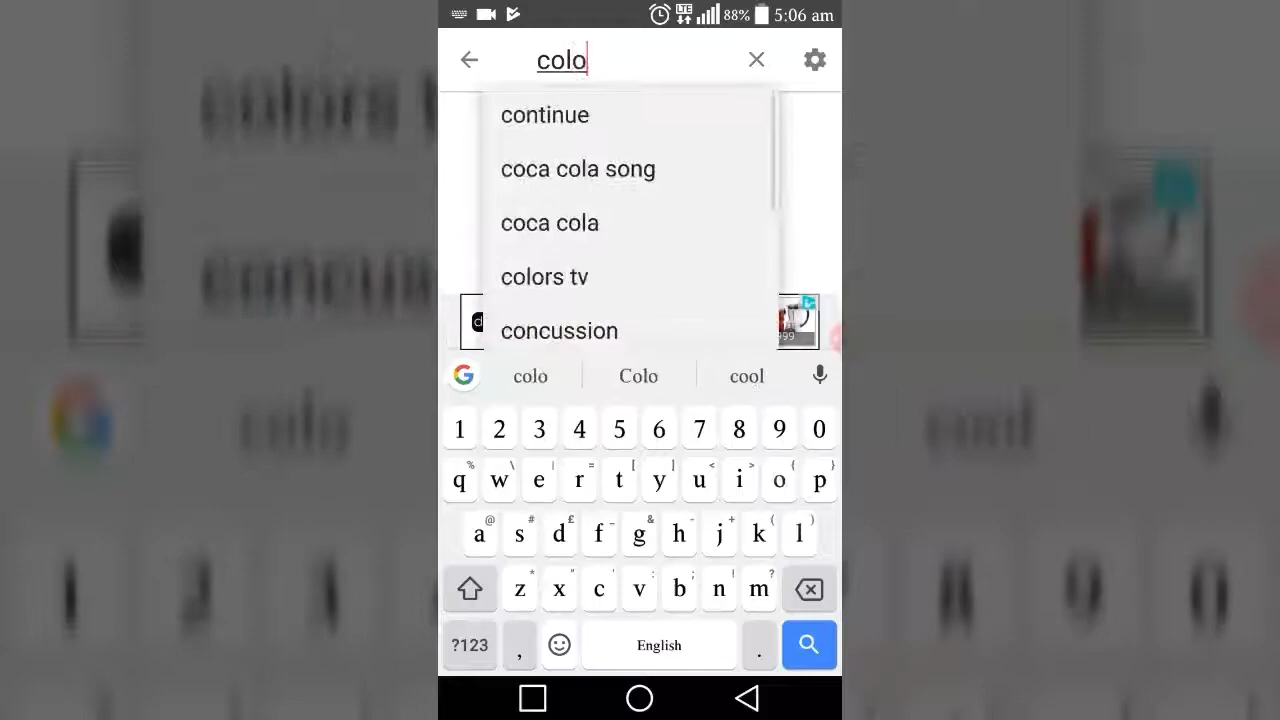 88% 5:06 am
colo
continue
coca cola song
coca cola
colors tv
concussion
999
colo Colo cool
1 2 3 4 5 6 7 8 9 0
q w e r t y u i o p
a s d f g h j k l
z x c v b n m
?123 , English .